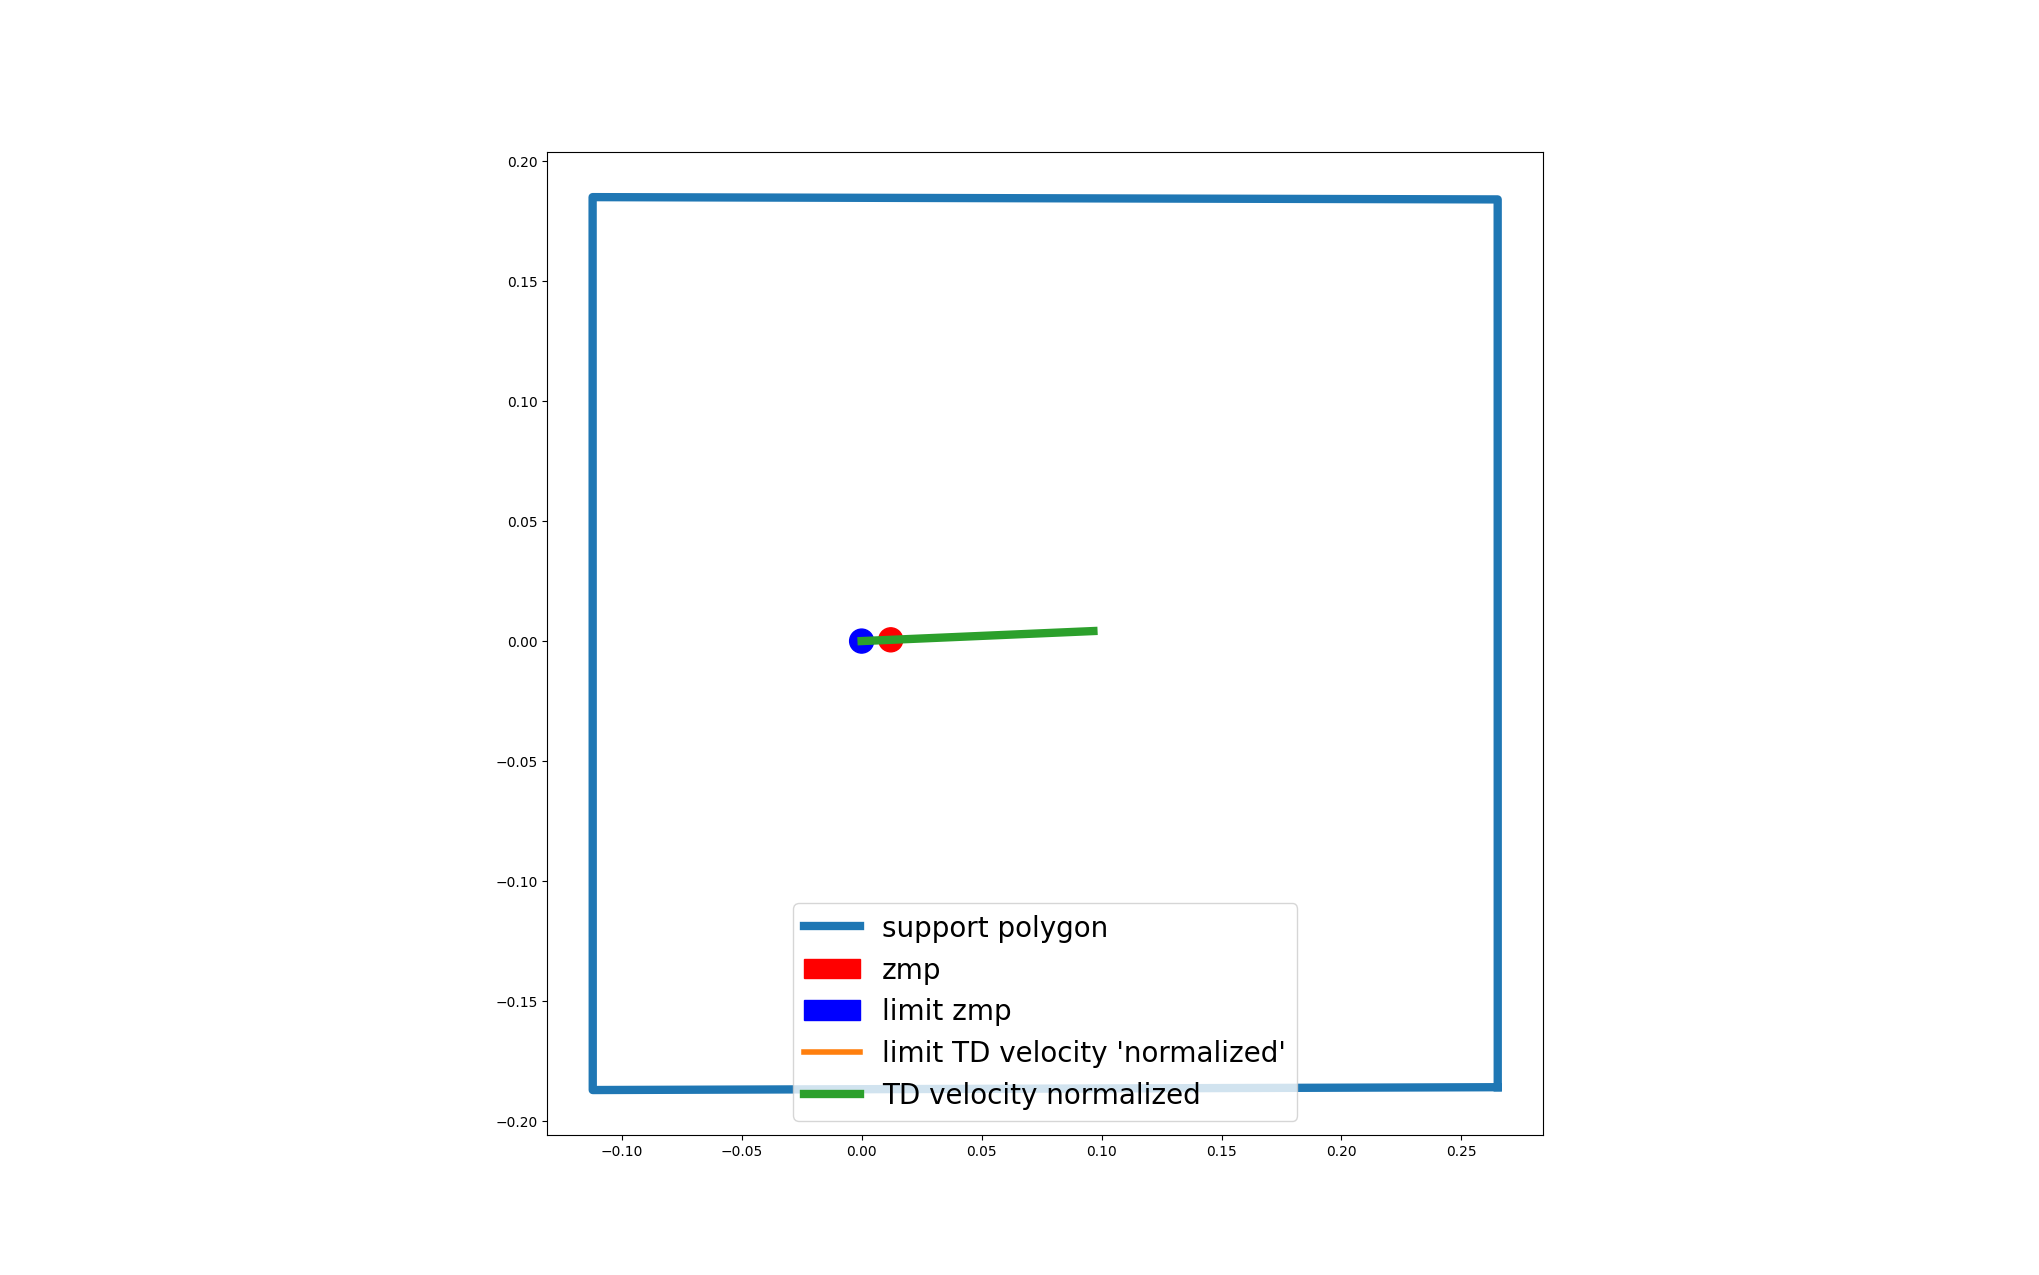 0.20
0.15
0.10
0.05
0.00
−0.05
−0.10
−0.15
−0.20
support polygon
zmp
limit zmp
limit TD velocity 'normalized'
TD velocity normalized
−0.10 −0.05 0.00 0.05 0.10 0.15 0.20 0.25